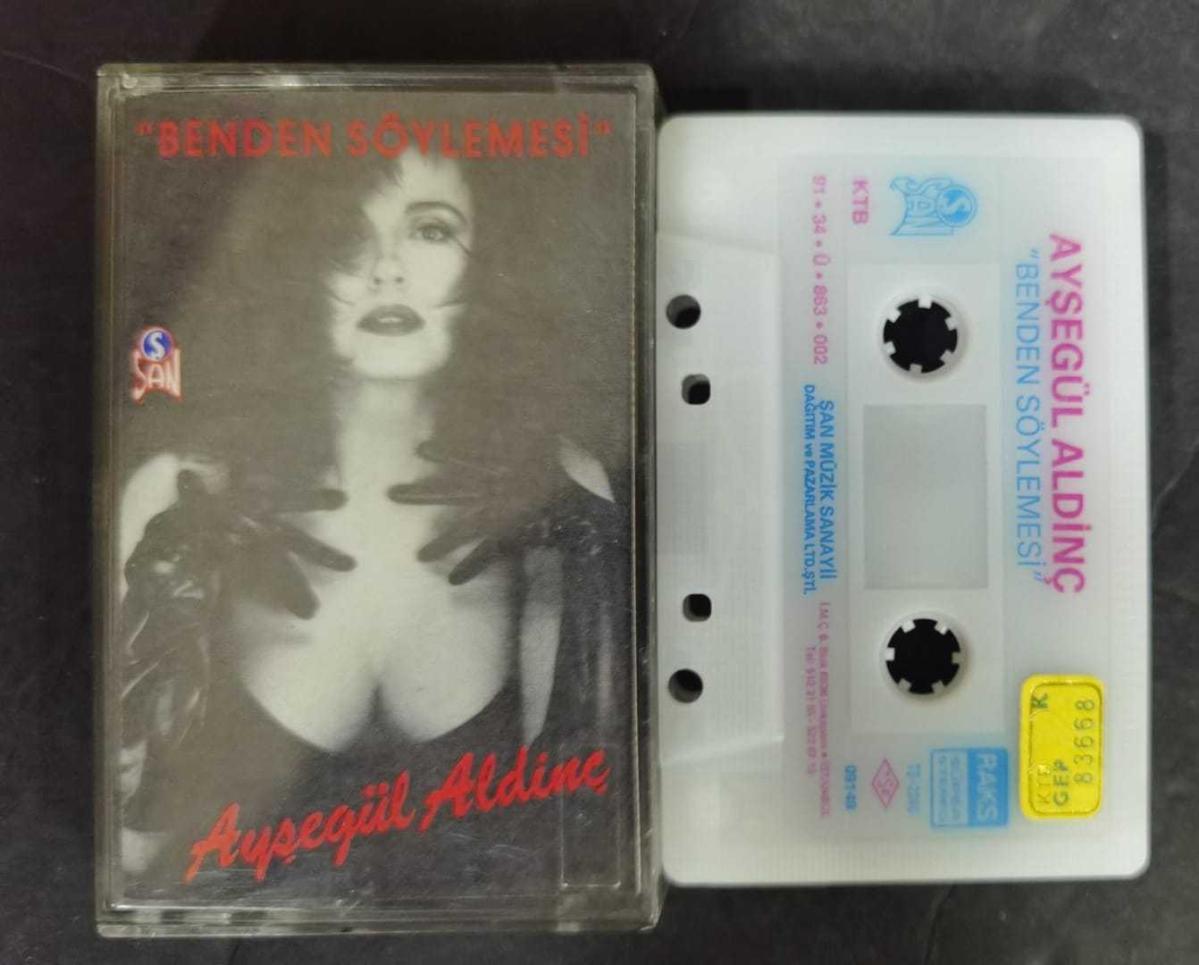 "BENDEN SÖYLEMESİ"
Ş
ŞAN
Ayşegül Aldinç
AYŞEGÜL ALDİNÇ
"BENDEN SÖYLEMESİ"
Ş
ŞAN
KTB
91 • 34 • Ü • 863 • 002
ŞAN MÜZİK SANAYİİ
DAĞITIM ve PAZARLAMA LTD.ŞTİ.
RAKS
K
KTB
GEP
83668